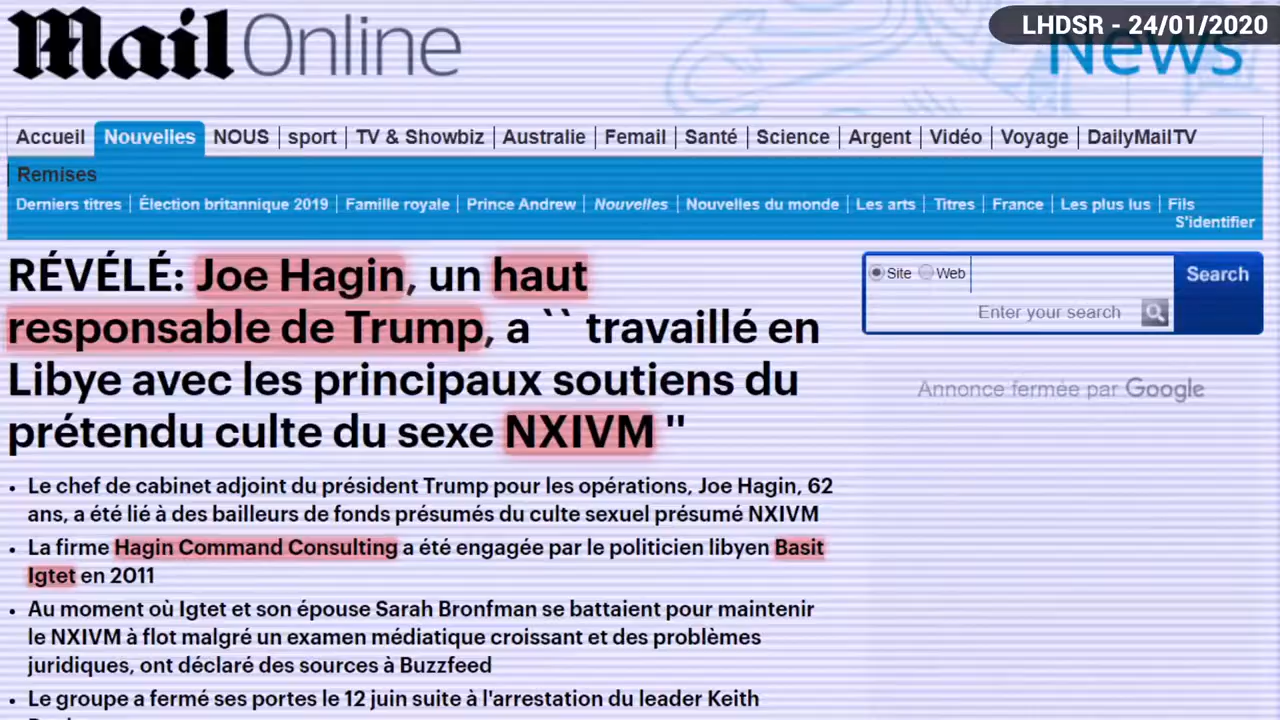 Mail Online
LHDSR - 24/01/2020
News
Accueil Nouvelles NOUS sport TV & Showbiz Australie Femail Santé Science Argent Vidéo Voyage DailyMailTV
Remises
Derniers titres Élection britannique 2019 Famille royale Prince Andrew Nouvelles Nouvelles du monde Les arts Titres France Les plus lus Fils
S'identifier
RÉVÉLÉ: Joe Hagin, un haut
responsable de Trump, a `` travaillé en
Libye avec les principaux soutiens du
prétendu culte du sexe NXIVM ''
Site Web Search
Enter your search
Annonce fermée par Google
• Le chef de cabinet adjoint du président Trump pour les opérations, Joe Hagin, 62
ans, a été lié à des bailleurs de fonds présumés du culte sexuel présumé NXIVM
• La firme Hagin Command Consulting a été engagée par le politicien libyen Basit
Igtet en 2011
• Au moment où Igtet et son épouse Sarah Bronfman se battaient pour maintenir
le NXIVM à flot malgré un examen médiatique croissant et des problèmes
juridiques, ont déclaré des sources à Buzzfeed
• Le groupe a fermé ses portes le 12 juin suite à l'arrestation du leader Keith